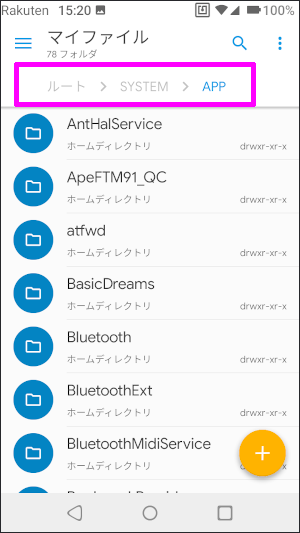 Rakuten 15:20 100%
マイファイル
78 フォルダ
ルート > SYSTEM > APP
AntHalService
ホームディレクトリ drwxr-xr-x
ApeFTM91_QC
ホームディレクトリ drwxr-xr-x
atfwd
ホームディレクトリ drwxr-xr-x
BasicDreams
ホームディレクトリ drwxr-xr-x
Bluetooth
ホームディレクトリ drwxr-xr-x
BluetoothExt
ホームディレクトリ drwxr-xr-x
BluetoothMidiService
ホームディレクトリ